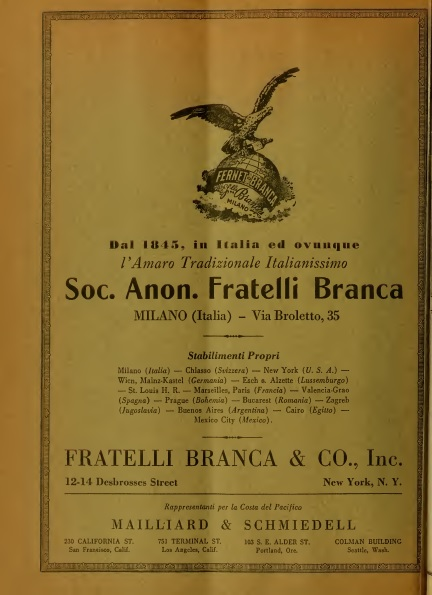 FERNET-BRANCA
Fratelli Branca
MILANO
Dal 1845, in Italia ed ovunque
l'Amaro Tradizionale Italianissimo
Soc. Anon. Fratelli Branca
MILANO (Italia) – Via Broletto, 35
Stabilimenti Propri
Milano (Italia) — Chiasso (Svizzera) — New York (U. S. A.) —
Wien, Mainz-Kastel (Germania) — Esch s. Alzette (Lussemburgo)
— St. Louis H. R. — Marseilles, Paris (Francia) — Valencia-Grao
(Spagna) — Prague (Bohemia) — Bucarest (Romania) — Zagreb
(Jugoslavia) — Buenos Aires (Argentina) — Cairo (Egitto) —
Mexico City (Mexico).
FRATELLI BRANCA & CO., Inc.
12-14 Desbrosses Street New York, N. Y.
Rappresentanti per la Costa del Pacifico
MAILLIARD & SCHMIEDELL
230 CALIFORNIA ST. 751 TERMINAL ST. 103 S. E. ALDER ST. COLMAN BUILDING
San Francisco, Calif. Los Angeles, Calif. Portland, Ore. Seattle, Wash.